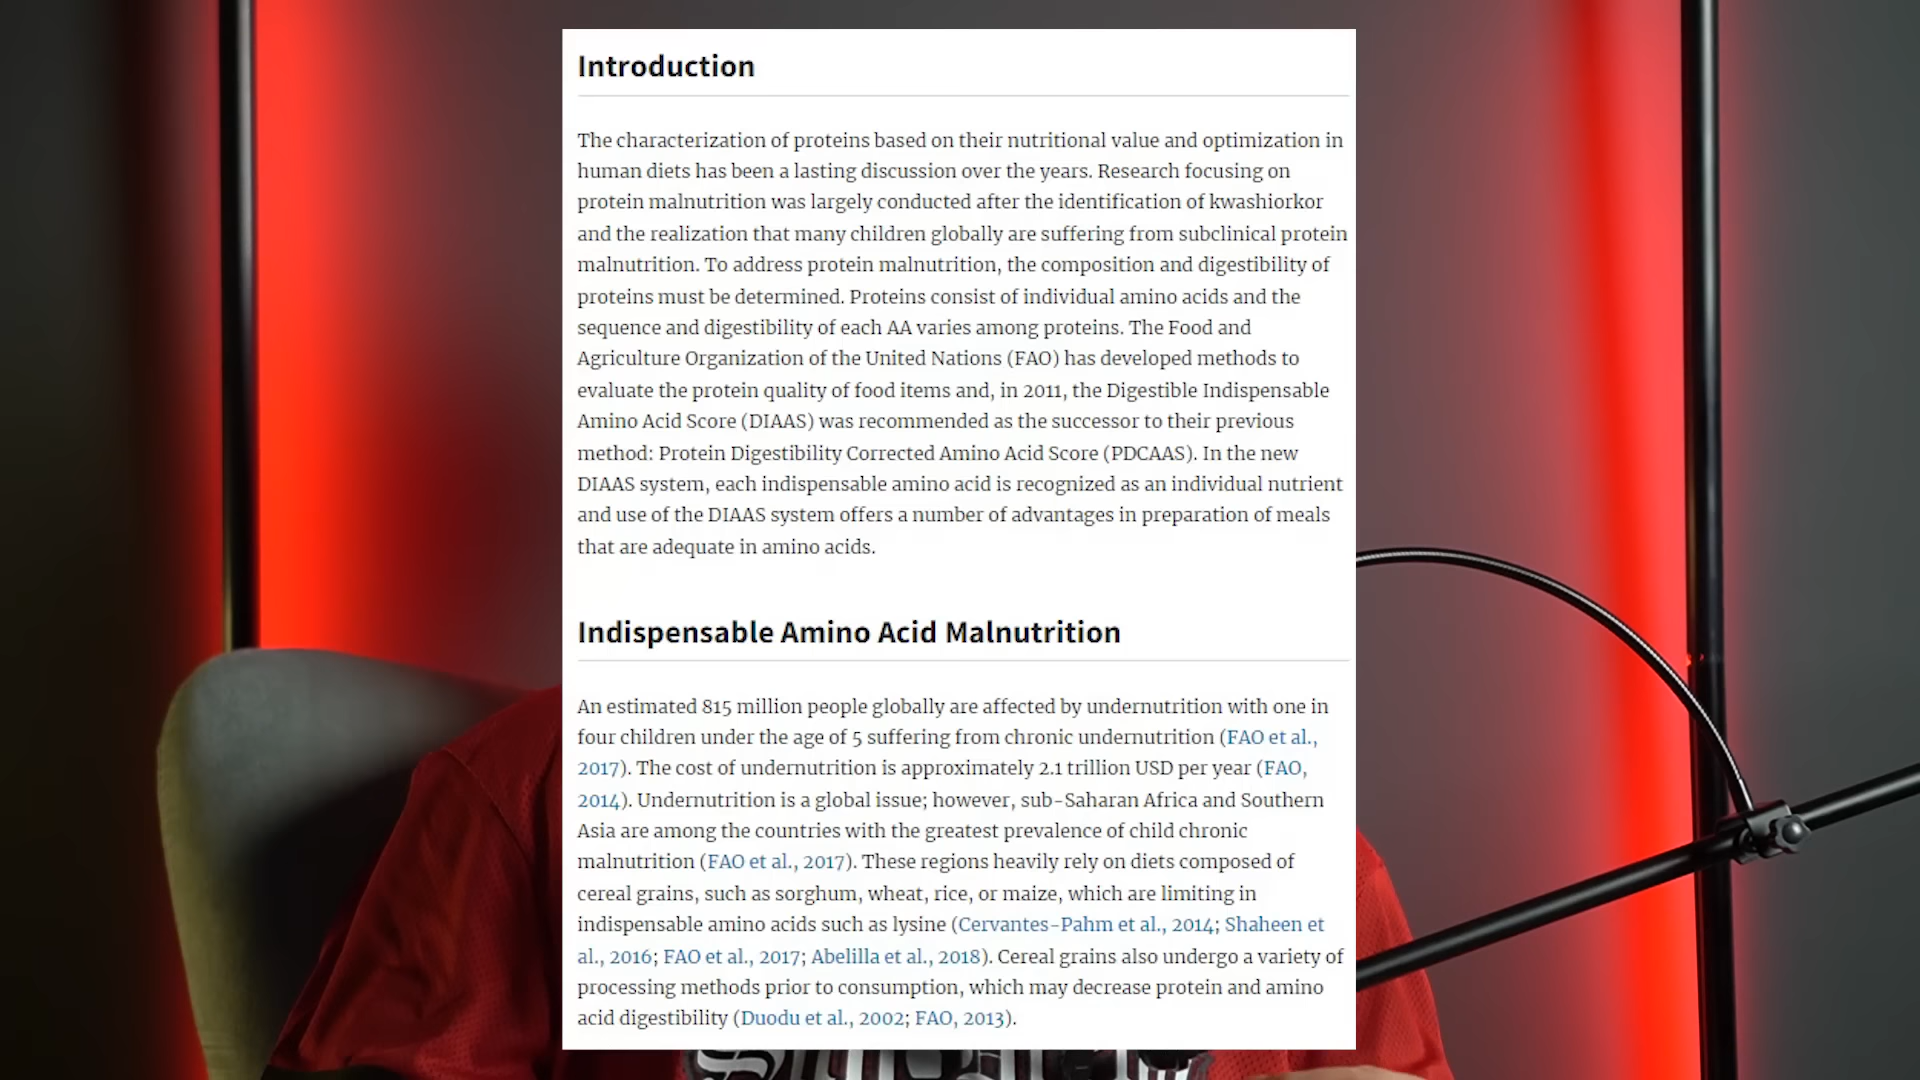 Introduction
The characterization of proteins based on their nutritional value and optimization in
human diets has been a lasting discussion over the years. Research focusing on
protein malnutrition was largely conducted after the identification of kwashiorkor
and the realization that many children globally are suffering from subclinical protein
malnutrition. To address protein malnutrition, the composition and digestibility of
proteins must be determined. Proteins consist of individual amino acids and the
sequence and digestibility of each AA varies among proteins. The Food and
Agriculture Organization of the United Nations (FAO) has developed methods to
evaluate the protein quality of food items and, in 2011, the Digestible Indispensable
Amino Acid Score (DIAAS) was recommended as the successor to their previous
method: Protein Digestibility Corrected Amino Acid Score (PDCAAS). In the new
DIAAS system, each indispensable amino acid is recognized as an individual nutrient
and use of the DIAAS system offers a number of advantages in preparation of meals
that are adequate in amino acids.
Indispensable Amino Acid Malnutrition
An estimated 815 million people globally are affected by undernutrition with one in
four children under the age of 5 suffering from chronic undernutrition (FAO et al.,
2017). The cost of undernutrition is approximately 2.1 trillion USD per year (FAO,
2014). Undernutrition is a global issue; however, sub-Saharan Africa and Southern
Asia are among the countries with the greatest prevalence of child chronic
malnutrition (FAO et al., 2017). These regions heavily rely on diets composed of
cereal grains, such as sorghum, wheat, rice, or maize, which are limiting in
indispensable amino acids such as lysine (Cervantes-Pahm et al., 2014; Shaheen et
al., 2016; FAO et al., 2017; Abelilla et al., 2018). Cereal grains also undergo a variety of
processing methods prior to consumption, which may decrease protein and amino
acid digestibility (Duodu et al., 2002; FAO, 2013).